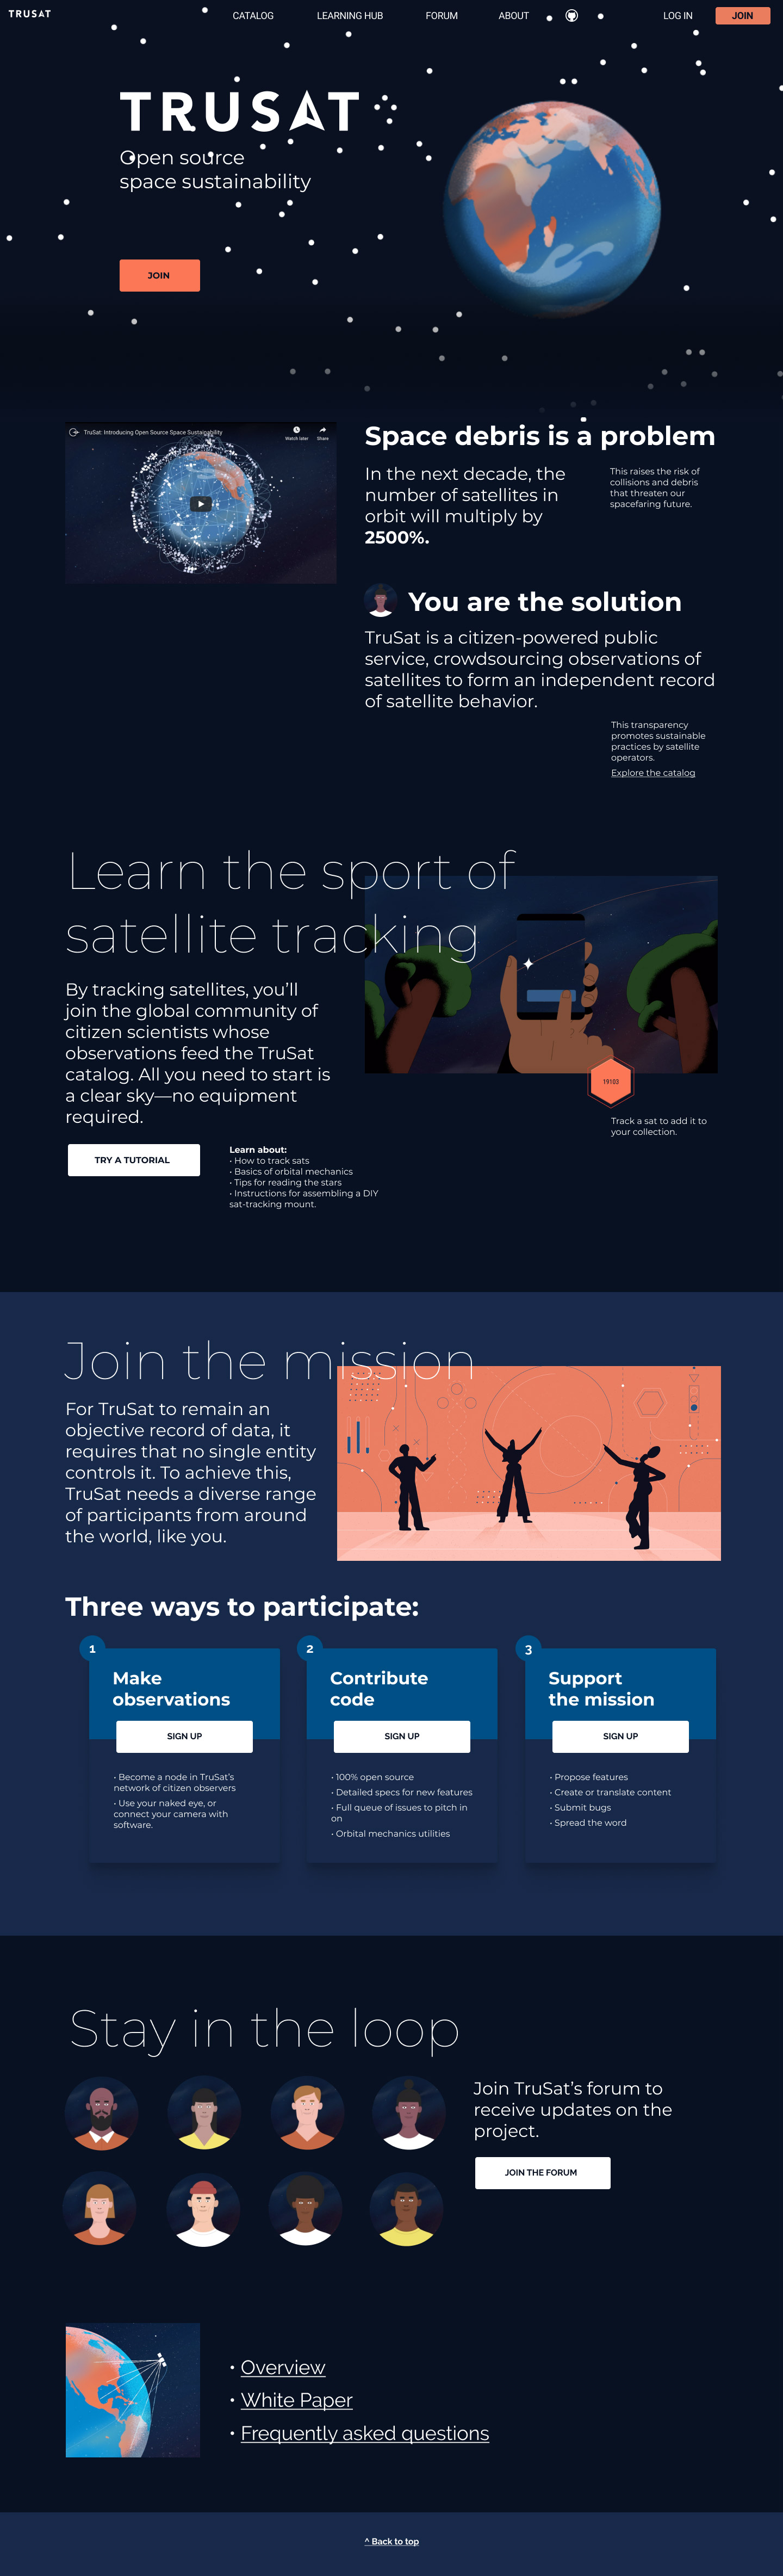 TRUSAT
CATALOG
LEARNING HUB
FORUM
ABOUT
LOG IN
JOIN
TRUSAT
Open source
space sustainability
JOIN
TruSat: Introducing Open Source Space Sustainability
Watch later
Share
Space debris is a problem
In the next decade, the
number of satellites in
orbit will multiply by
2500%.
This raises the risk of
collisions and debris
that threaten our
spacefaring future.
You are the solution
TruSat is a citizen-powered public
service, crowdsourcing observations of
satellites to form an independent record
of satellite behavior.
This transparency
promotes sustainable
practices by satellite
operators.
Explore the catalog
Learn the sport of
satellite tracking
By tracking satellites, you'll
join the global community of
citizen scientists whose
observations feed the TruSat
catalog. All you need to start is
a clear sky—no equipment
required.
19103
Track a sat to add it to
your collection.
TRY A TUTORIAL
Learn about:
• How to track sats
• Basics of orbital mechanics
• Tips for reading the stars
• Instructions for assembling a DIY
sat-tracking mount.
Join the mission
For TruSat to remain an
objective record of data, it
requires that no single entity
controls it. To achieve this,
TruSat needs a diverse range
of participants from around
the world, like you.
Three ways to participate:
1
Make
observations
SIGN UP
• Become a node in TruSat's
network of citizen observers
• Use your naked eye, or
connect your camera with
software.
2
Contribute
code
SIGN UP
• 100% open source
• Detailed specs for new features
• Full queue of issues to pitch in
on
• Orbital mechanics utilities
3
Support
the mission
SIGN UP
• Propose features
• Create or translate content
• Submit bugs
• Spread the word
Stay in the loop
Join TruSat's forum to
receive updates on the
project.
JOIN THE FORUM
• Overview
• White Paper
• Frequently asked questions
^ Back to top